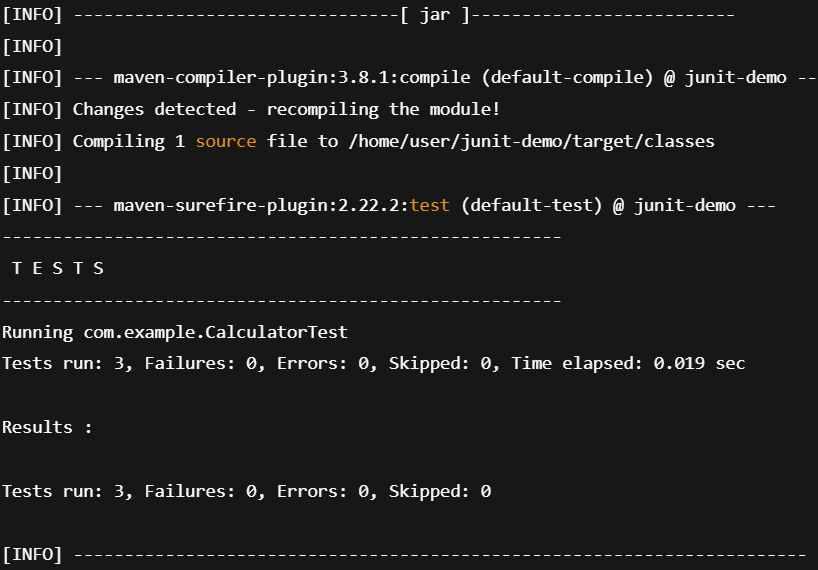 [INFO] --------------------------------[ jar ]--------------------------
[INFO]
[INFO] --- maven-compiler-plugin:3.8.1:compile (default-compile) @ junit-demo --
[INFO] Changes detected - recompiling the module!
[INFO] Compiling 1 source file to /home/user/junit-demo/target/classes
[INFO]
[INFO] --- maven-surefire-plugin:2.22.2:test (default-test) @ junit-demo ---
-------------------------------------------------------
T E S T S
-------------------------------------------------------
Running com.example.CalculatorTest
Tests run: 3, Failures: 0, Errors: 0, Skipped: 0, Time elapsed: 0.019 sec
Results :
Tests run: 3, Failures: 0, Errors: 0, Skipped: 0
[INFO] ------------------------------------------------------------------------